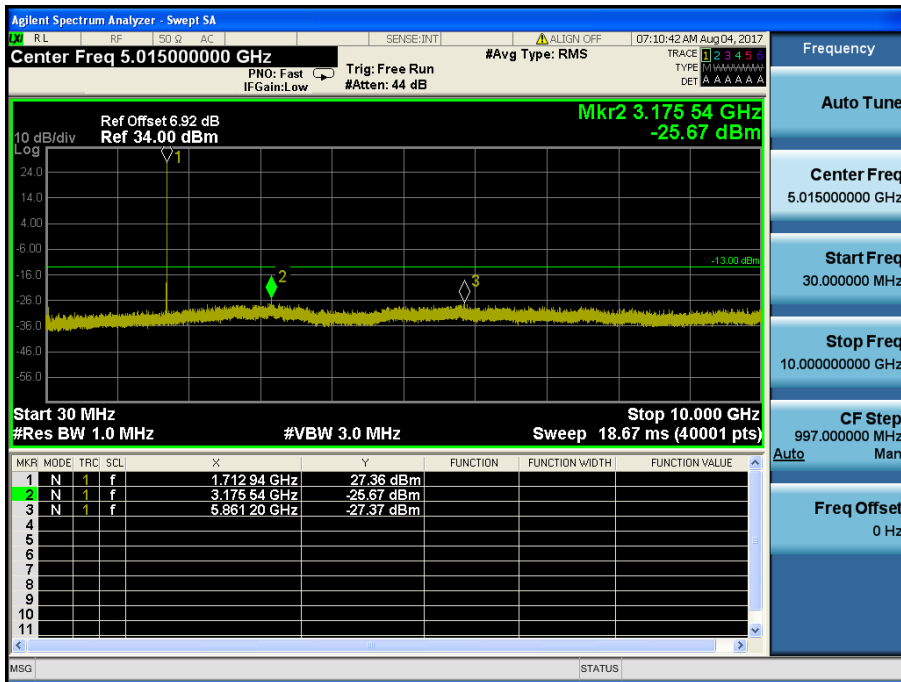 Agilent Spectrum Analyzer - Swept SA
LXI RL RF 50 Ω AC SENSE:INT ALIGN OFF 07:10:42 AM Aug 04, 2017
Center Freq 5.015000000 GHz
PNO: Fast
IFGain:Low
Trig: Free Run
#Atten: 44 dB
#Avg Type: RMS
TRACE 1 2 3 4 5 6
TYPE M WWWWW
DET A A A A A A
Mkr2 3.175 54 GHz
-25.67 dBm
Ref Offset 6.92 dB
10 dB/div Ref 34.00 dBm
Log
1
24.0
14.0
4.00
-6.00
-13.00 dBm
-16.0
2
3
-26.0
-36.0
-46.0
-56.0
Start 30 MHz Stop 10.000 GHz
#Res BW 1.0 MHz #VBW 3.0 MHz Sweep 18.67 ms (40001 pts)
MKR MODE TRC SCL X Y FUNCTION FUNCTION WIDTH FUNCTION VALUE
1 N 1 f 1.712 94 GHz 27.36 dBm
2 N 1 f 3.175 54 GHz -25.67 dBm
3 N 1 f 5.861 20 GHz -27.37 dBm
4
5
6
7
8
9
10
11
MSG STATUS
Frequency
Auto Tune
Center Freq
5.015000000 GHz
Start Freq
30.000000 MHz
Stop Freq
10.000000000 GHz
CF Step
997.000000 MHz
Auto Man
Freq Offset
0 Hz